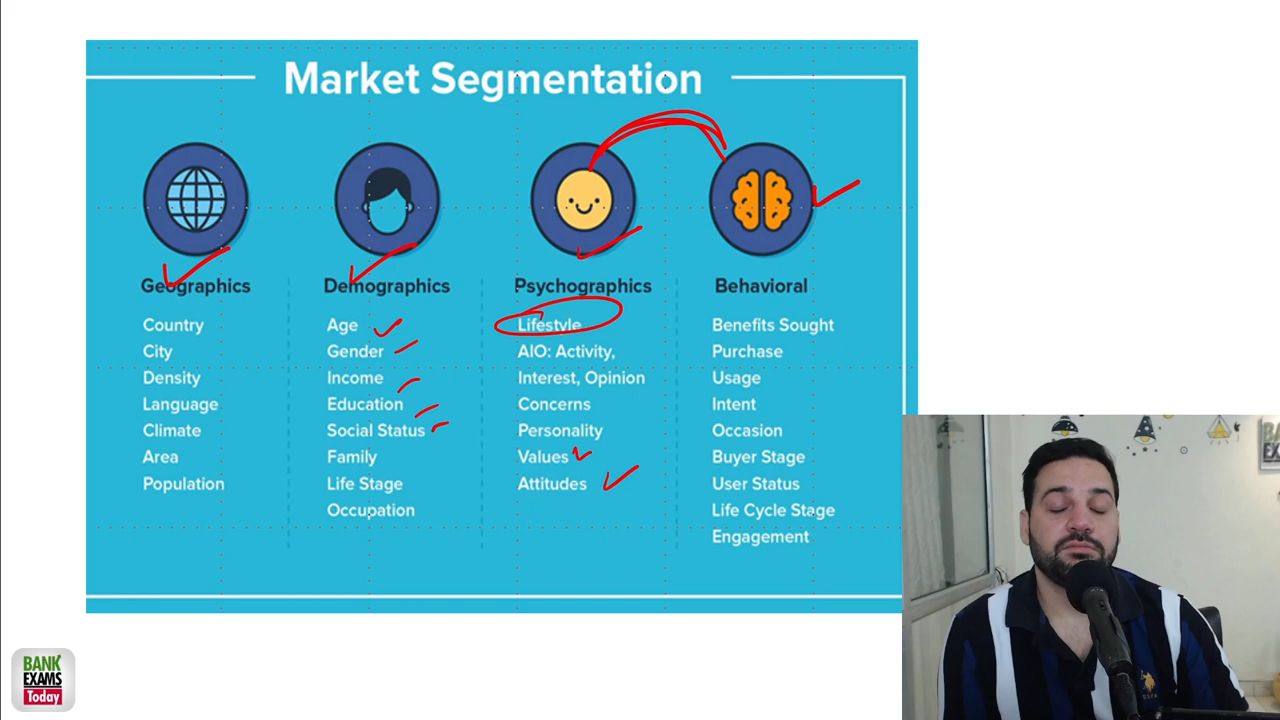 Market Segmentation
Geographics
Country
City
Density
Language
Climate
Area
Population
Demographics
Age
Gender
Income
Education
Social Status
Family
Life Stage
Occupation
Psychographics
Lifestyle
AIO: Activity,
Interest, Opinion
Concerns
Personality
Values
Attitudes
Behavioral
Benefits Sought
Purchase
Usage
Intent
Occasion
Buyer Stage
User Status
Life Cycle Stage
Engagement
BANK
EXAMS
Today